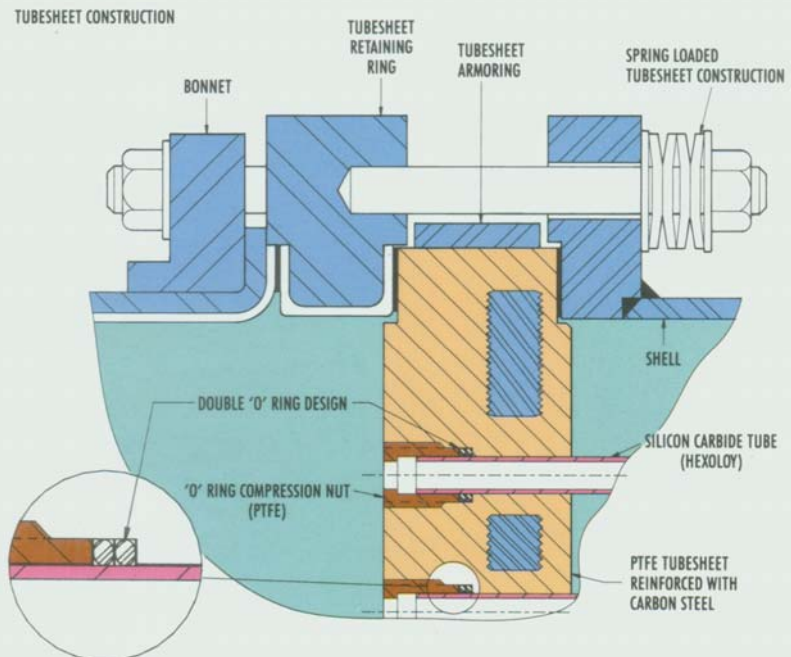 TUBESHEET CONSTRUCTION
TUBESHEET
RETAINING
RING
TUBESHEET
ARMORING
SPRING LOADED
TUBESHEET CONSTRUCTION
BONNET
SHELL
DOUBLE 'O' RING DESIGN
SILICON CARBIDE TUBE
(HEXOLOY)
'O' RING COMPRESSION NUT
(PTFE)
PTFE TUBESHEET
REINFORCED WITH
CARBON STEEL